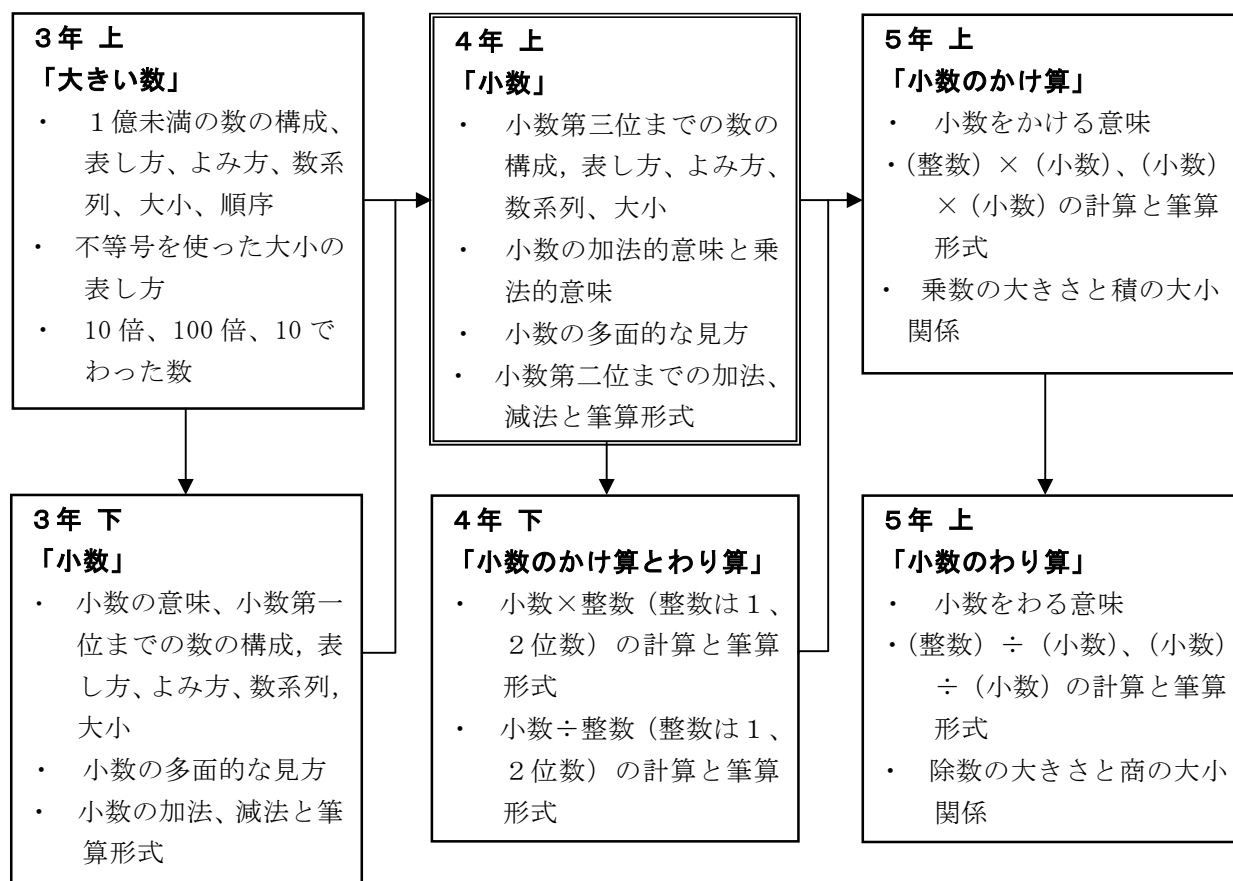 ３年 上
「大きい数」
・ １億未満の数の構成、
表し方、よみ方、数系
列、大小、順序
・ 不等号を使った大小の
表し方
・ 10 倍、100 倍、10 で
わった数
３年 下
「小数」
・ 小数の意味、小数第一
位までの数の構成，表
し方、よみ方、数系列，
大小
・ 小数の多面的な見方
・ 小数の加法、減法と筆
算形式
４年 上
「小数」
・ 小数第三位までの数の
構成，表し方、よみ方、
数系列、大小
・ 小数の加法的意味と乗
法的意味
・ 小数の多面的な見方
・ 小数第二位までの加法、
減法と筆算形式
４年 下
「小数のかけ算とわり算」
・ 小数×整数（整数は１、
２位数）の計算と筆算
形式
・ 小数÷整数（整数は１、
２位数）の計算と筆算
形式
５年 上
「小数のかけ算」
・ 小数をかける意味
・（整数）×（小数）、（小数）
×（小数）の計算と筆算
形式
・ 乗数の大きさと積の大小
関係
５年 上
「小数のわり算」
・ 小数をわる意味
・（整数）÷（小数）、（小数）
÷（小数）の計算と筆算
形式
・ 除数の大きさと商の大小
関係